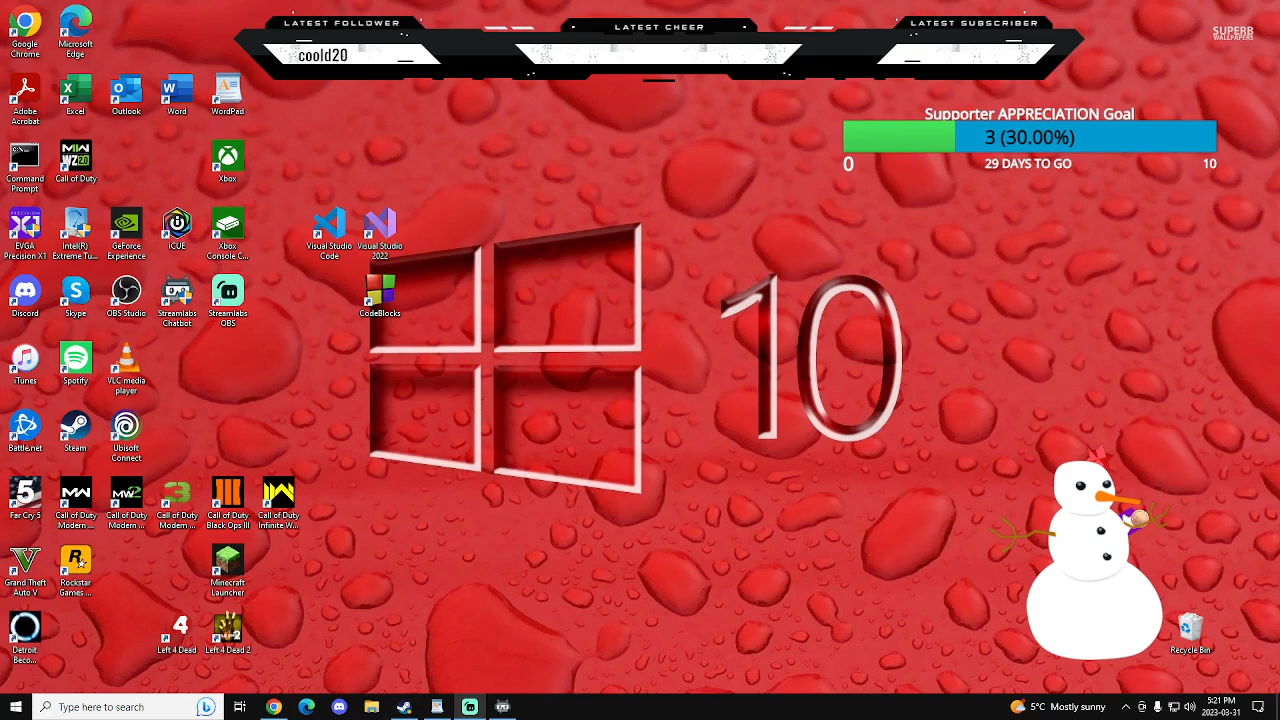 LATEST FOLLOWER
LATEST CHEER
LATEST SUBSCRIBER
coold20
SUPERB
WALLPAPERS
Supporter APPRECIATION Goal
3 (30.00%)
0
29 DAYS TO GO
10
Google
Chrome
Microsoft
Edge
Adobe
Acrobat
Excel
Outlook
Word
WordPad
Command
Prompt
Call of Duty
Xbox
EVGA
Precision X1
Intel(R)
Extreme Tu...
GeForce
Experience
iCUE
Xbox
Console C...
Visual Studio
Code
Visual Studio
2022
Discord
Skype
OBS Studio
Streamlabs
Chatbot
Streamlabs
OBS
CodeBlocks
10
iTunes
Spotify
VLC media
player
Battle.net
Steam
Ubisoft
Connect
Far Cry 5
Call of Duty
Modern ...
Call of Duty
Modern ...
Call of Duty
Modern ...
Call of Duty
Black Ops III
Call of Duty
Infinite W...
Grand Theft
Auto V
Rockstar
Games ...
Minecraft
Launcher
Detroit
Beco...
Left 4 Dead
Left 4 Dead 2
Recycle Bin
Type here to search
5°C Mostly sunny
5:21 PM
2023-03-31